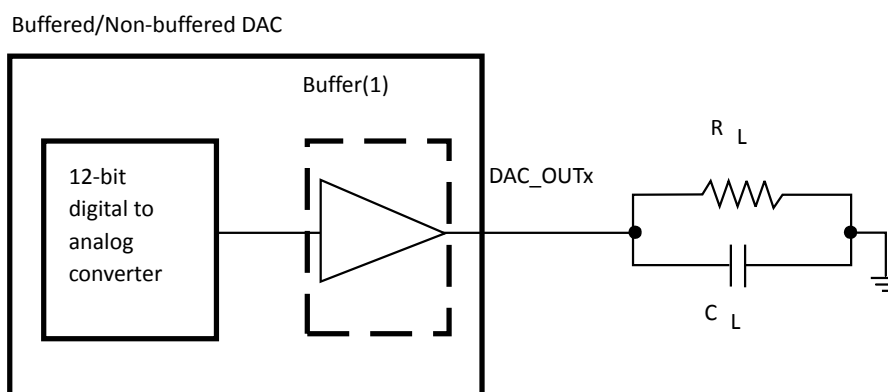 Buffered/Non-buffered DAC
Buffer(1)
12-bit
digital to
analog
converter
DAC_OUTx
R L
C L